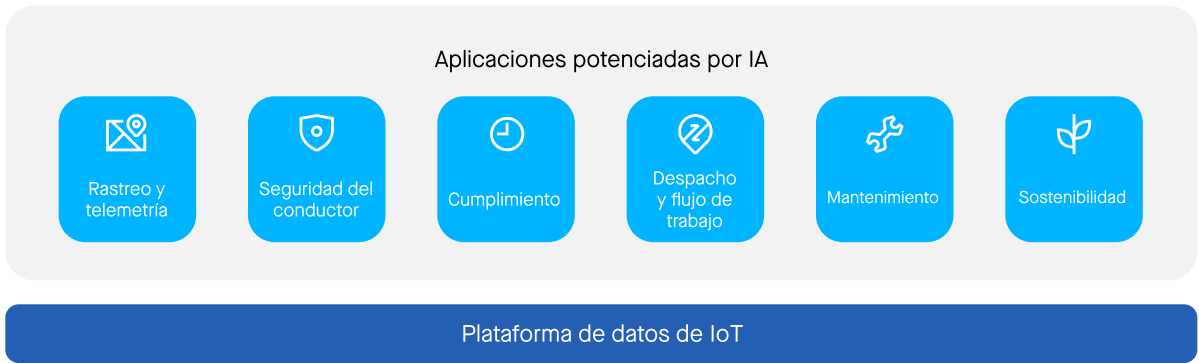 Aplicaciones potenciadas por IA
Rastreo y
telemetría
Seguridad del
conductor
Cumplimiento
Despacho
y flujo de
trabajo
Mantenimiento
Sostenibilidad
Plataforma de datos de IoT